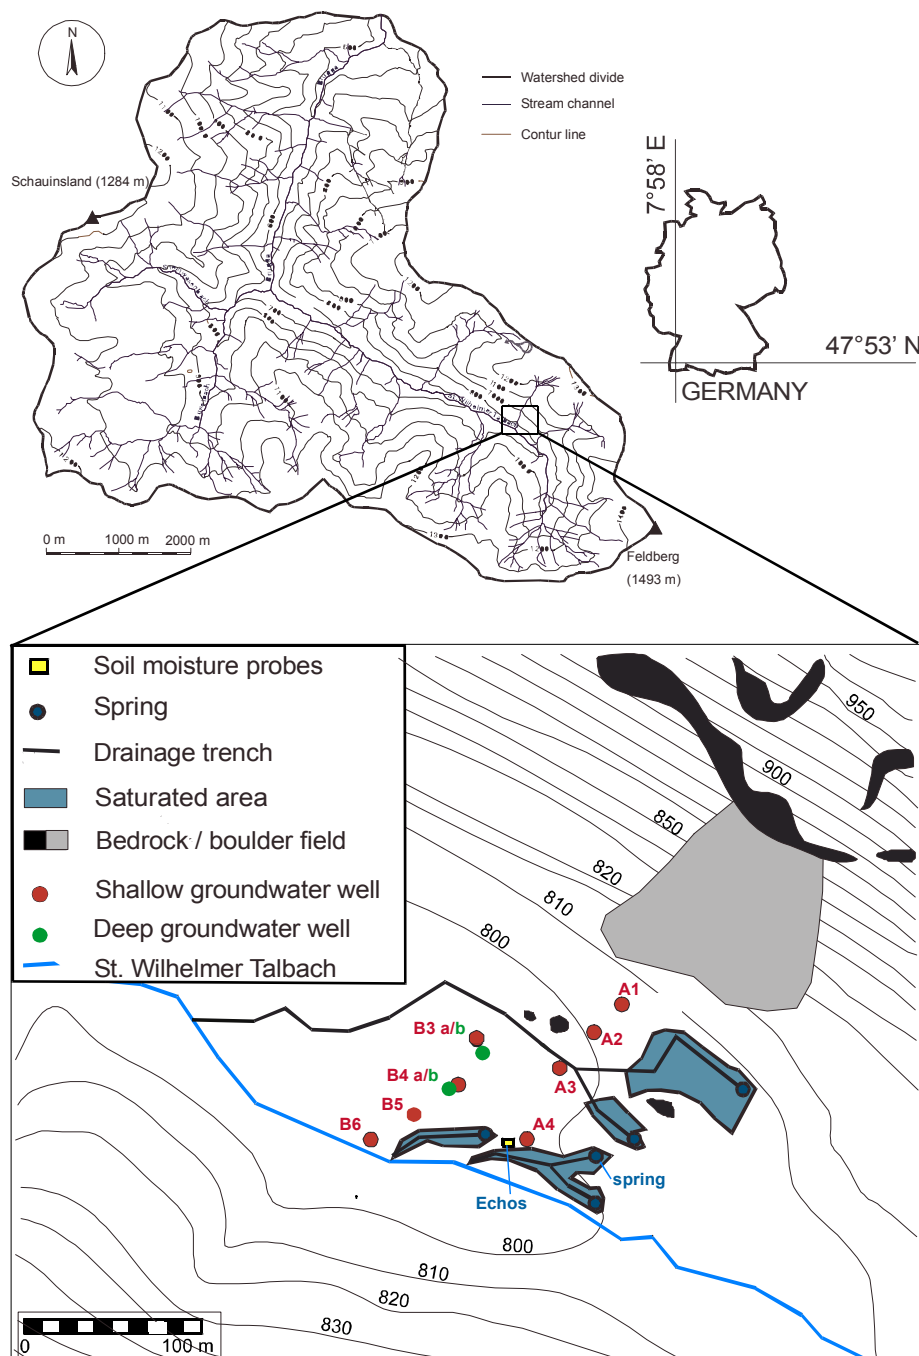 N
Watershed divide
Stream channel
Contur line
Schauinsland (1284 m)
7°58' E
47°53' N
GERMANY
0 m 1000 m 2000 m
Feldberg
(1493 m)
Soil moisture probes
Spring
Drainage trench
Saturated area
Bedrock / boulder field
Shallow groundwater well
Deep groundwater well
St. Wilhelmer Talbach
950
900
850
820
810
800
A1
A2
B3 a/b
A3
B4 a/b
B5
B6
A4
spring
Echos
800
810
820
830
0 100 m